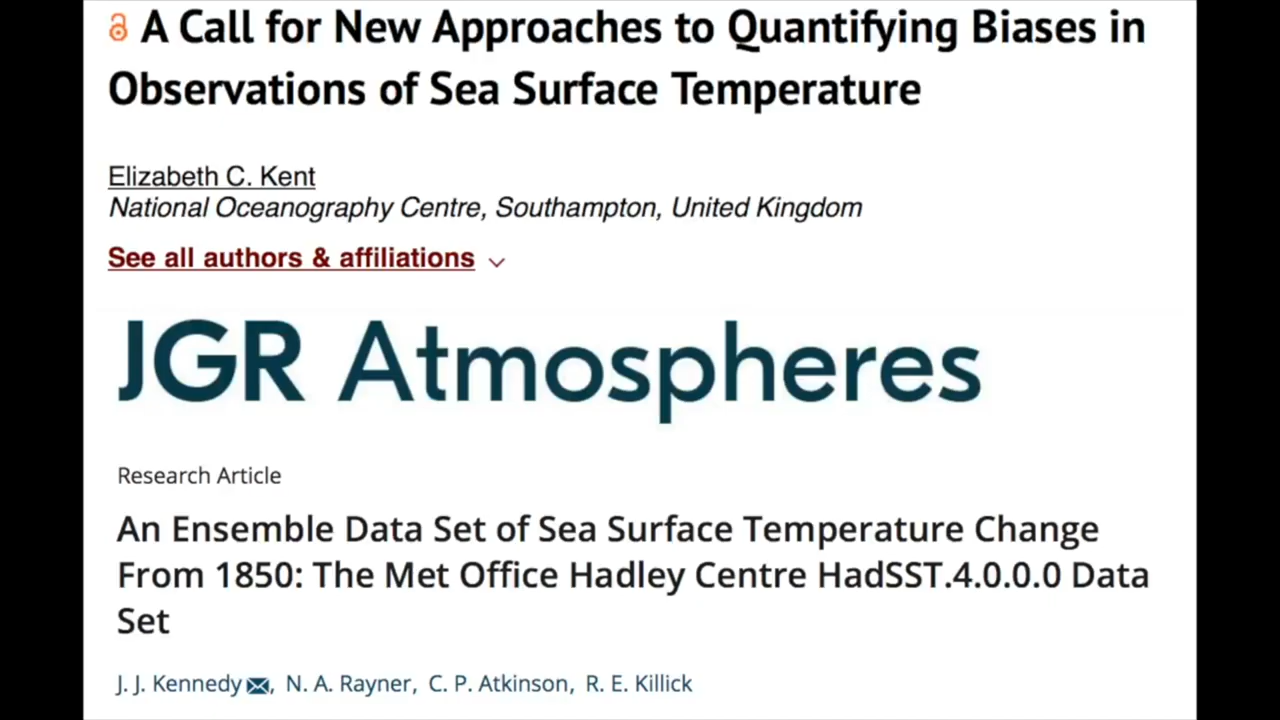 A Call for New Approaches to Quantifying Biases in
Observations of Sea Surface Temperature
Elizabeth C. Kent
National Oceanography Centre, Southampton, United Kingdom
See all authors & affiliations
JGR Atmospheres
Research Article
An Ensemble Data Set of Sea Surface Temperature Change
From 1850: The Met Office Hadley Centre HadSST.4.0.0.0 Data
Set
J. J. Kennedy, N. A. Rayner, C. P. Atkinson, R. E. Killick